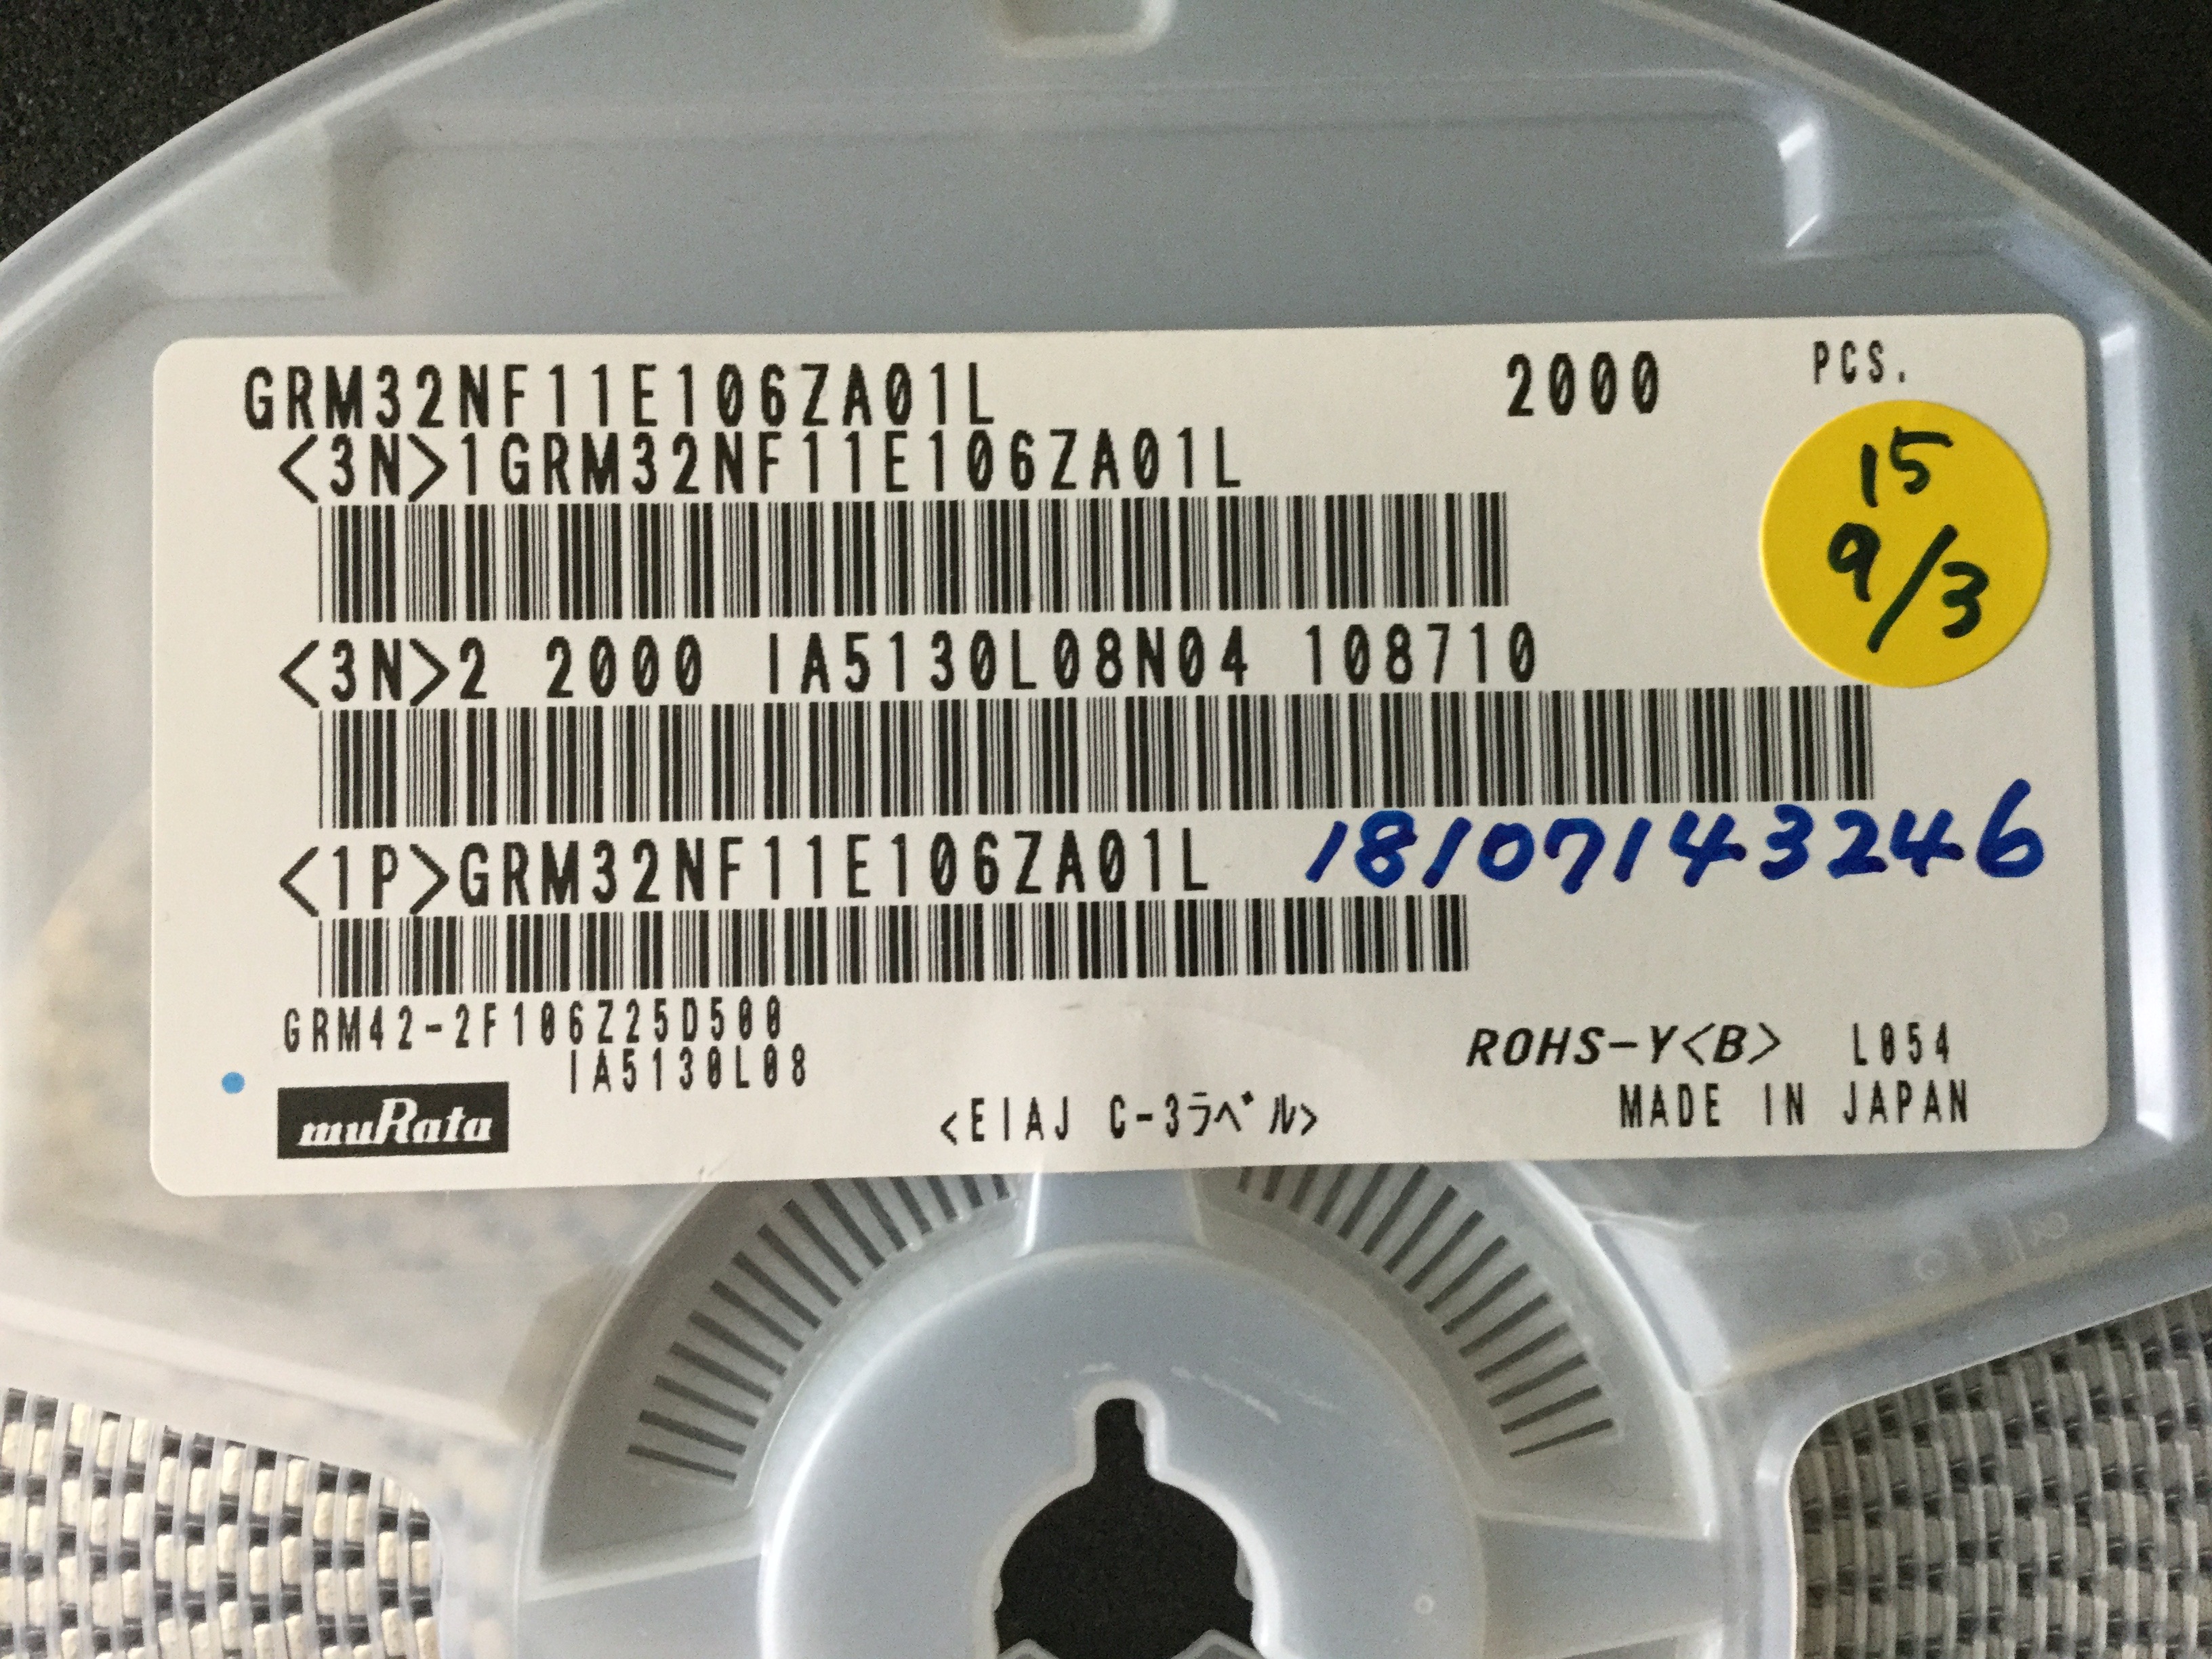 GRM32NF11E106ZA01L 2000 PCS.
<3N>1GRM32NF11E106ZA01L
15
9/3
<3N>2 2000 IA5130L08N04 108710
<1P>GRM32NF11E106ZA01L 18107143246
GRM42-2F106Z25D500
IA5130L08
ROHS-Y<B> L054
muRata
<EIAJ C-3ラベル>
MADE IN JAPAN